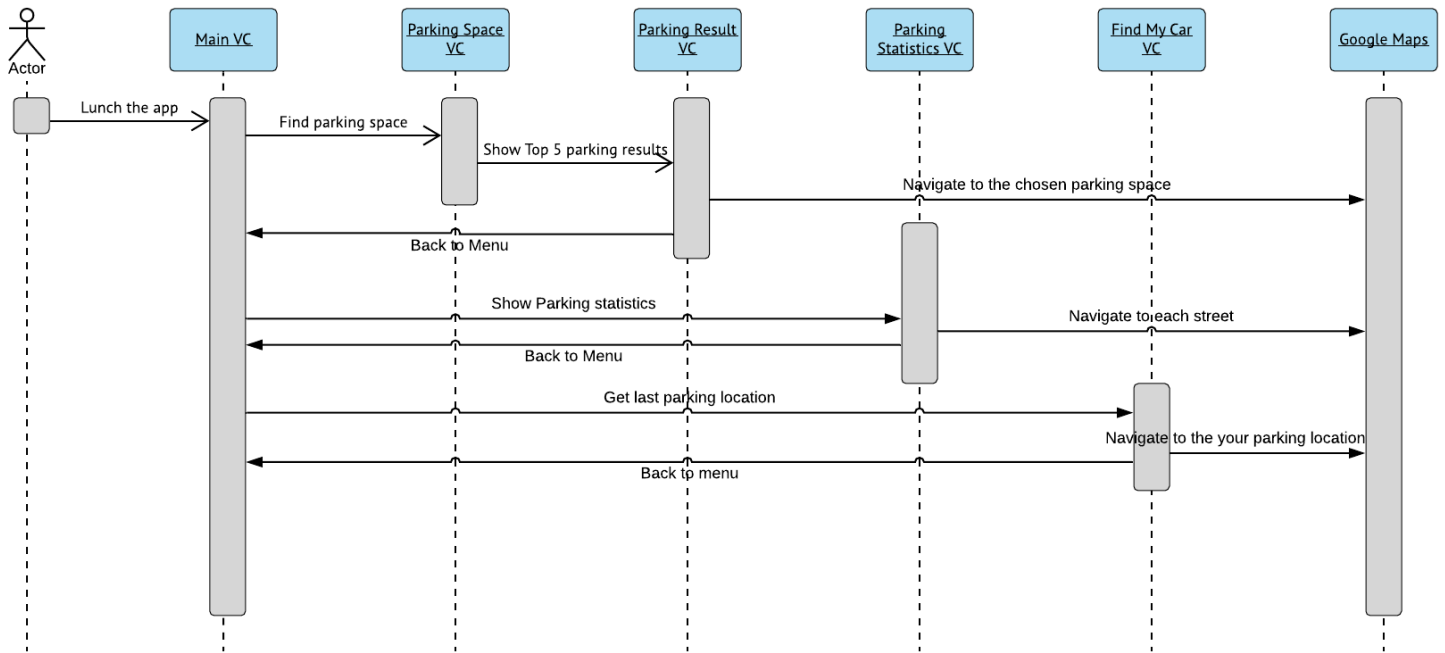 Actor
Main VC
Parking Space
VC
Parking Result
VC
Parking
Statistics VC
Find My Car
VC
Google Maps
Lunch the app
Find parking space
Show Top 5 parking results
Navigate to the chosen parking space
Back to Menu
Show Parking statistics
Navigate to each street
Back to Menu
Get last parking location
Navigate to the your parking location
Back to menu